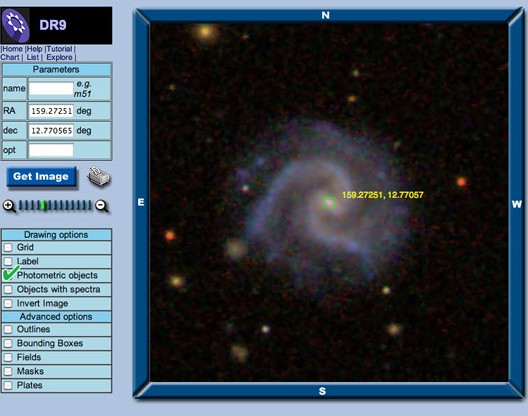 DR9
|Home |Help |Tutorial |
Chart | List | Explore |
Parameters
name
e.g. m51
RA 159.27251 deg
dec 12.770565 deg
opt
Get Image
Drawing options
Grid
Label
Photometric objects
Objects with spectra
Invert Image
Advanced options
Outlines
Bounding Boxes
Fields
Masks
Plates
N
E
159.27251, 12.77057
W
S